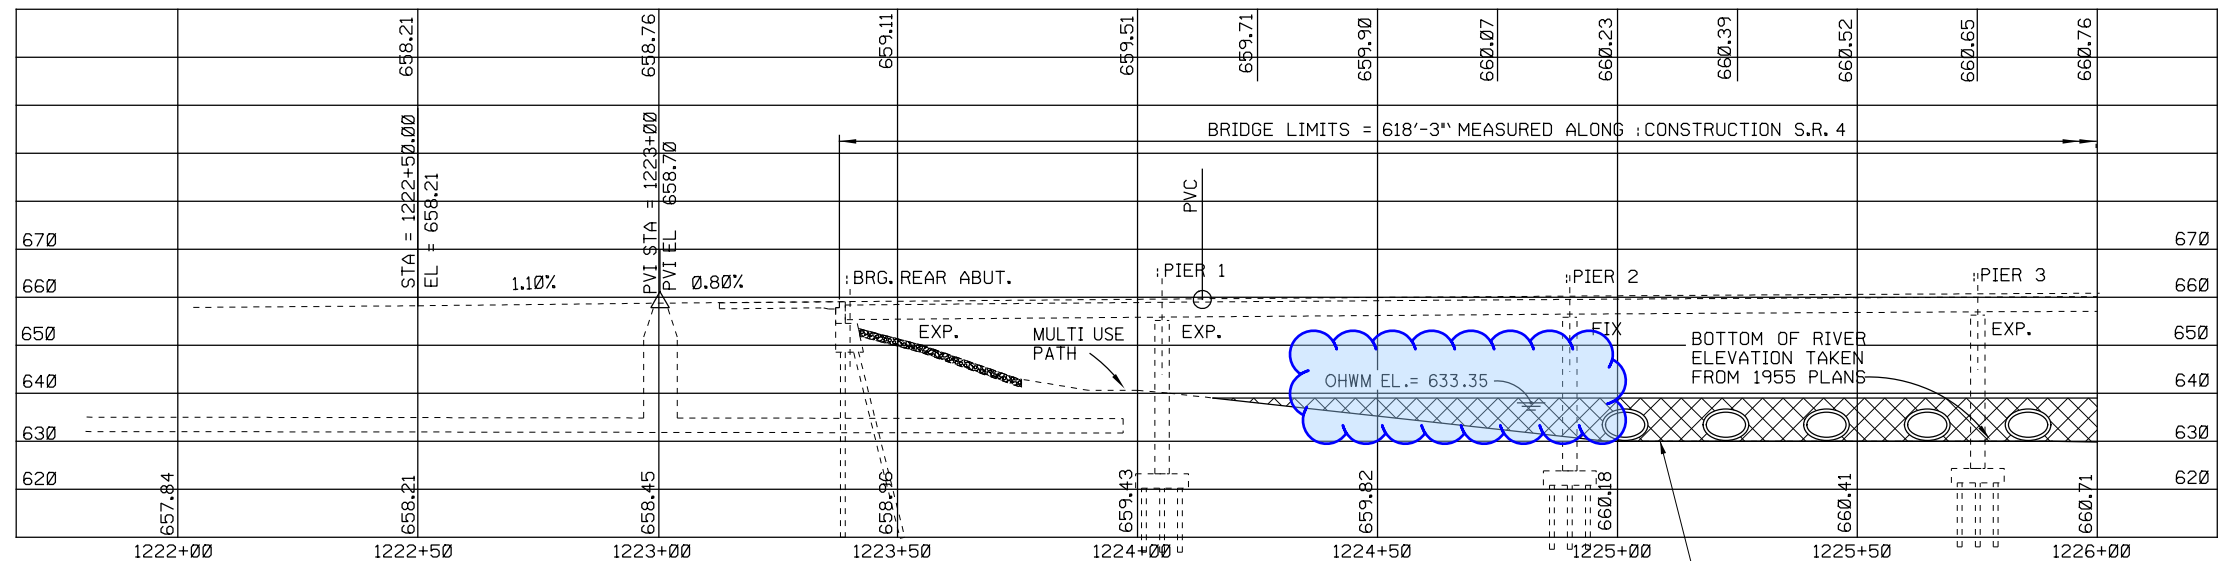 658.21
658.76
659.11
659.51
659.71
659.90
660.07
660.23
660.39
660.52
660.65
660.76
BRIDGE LIMITS = 618'-3" MEASURED ALONG CONSTRUCTION S.R. 4
STA = 1222+50.00
EL = 658.21
PVI STA = 1223+00
PVI EL 658.70
PVC
670
670
1.10%
0.80%
BRG. REAR ABUT.
PIER 1
PIER 2
PIER 3
660
660
650
EXP.
MULTI USE
PATH
EXP.
FIX
BOTTOM OF RIVER
ELEVATION TAKEN
FROM 1955 PLANS
EXP.
650
640
OHWM EL.= 633.35
640
630
630
620
620
657.84
658.21
658.45
658.96
659.43
659.82
660.18
660.41
660.71
1222+00
1222+50
1223+00
1223+50
1224+00
1224+50
1225+00
1225+50
1226+00